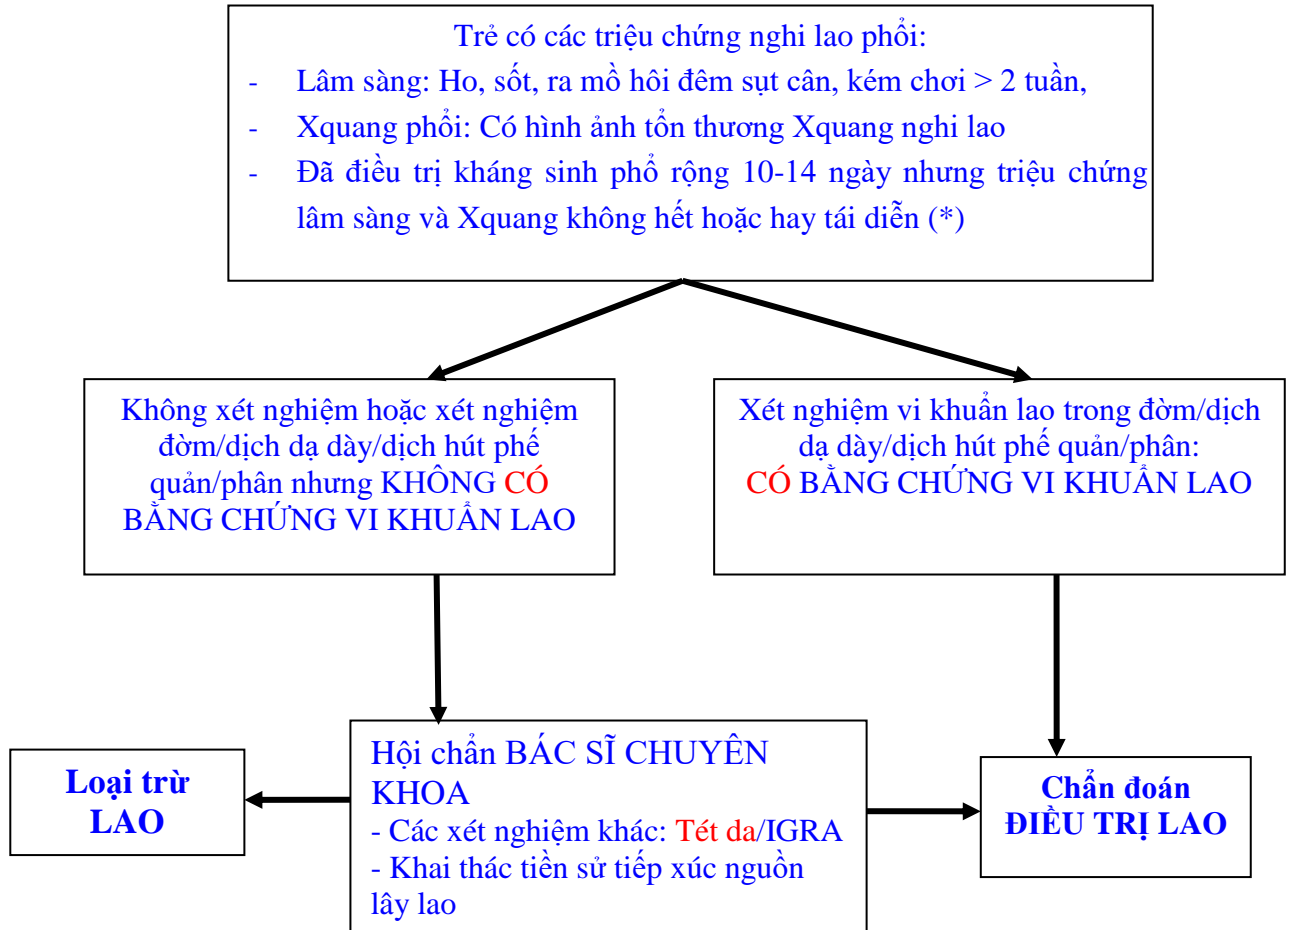 Trẻ có các triệu chứng nghi lao phổi:
- Lâm sàng: Ho, sốt, ra mồ hôi đêm sụt cân, kém chơi > 2 tuần,
- Xquang phổi: Có hình ảnh tổn thương Xquang nghi lao
- Đã điều trị kháng sinh phổ rộng 10-14 ngày nhưng triệu chứng
lâm sàng và Xquang không hết hoặc hay tái diễn (*)
Không xét nghiệm hoặc xét nghiệm
đờm/dịch dạ dày/dịch hút phế
quản/phân nhưng KHÔNG CÓ
BẰNG CHỨNG VI KHUẨN LAO
Xét nghiệm vi khuẩn lao trong đờm/dịch
dạ dày/dịch hút phế quản/phân:
CÓ BẰNG CHỨNG VI KHUẨN LAO
Loại trừ
LAO
Hội chẩn BÁC SĨ CHUYÊN
KHOA
- Các xét nghiệm khác: Tét da/IGRA
- Khai thác tiền sử tiếp xúc nguồn
lây lao
Chẩn đoán
ĐIỀU TRỊ LAO